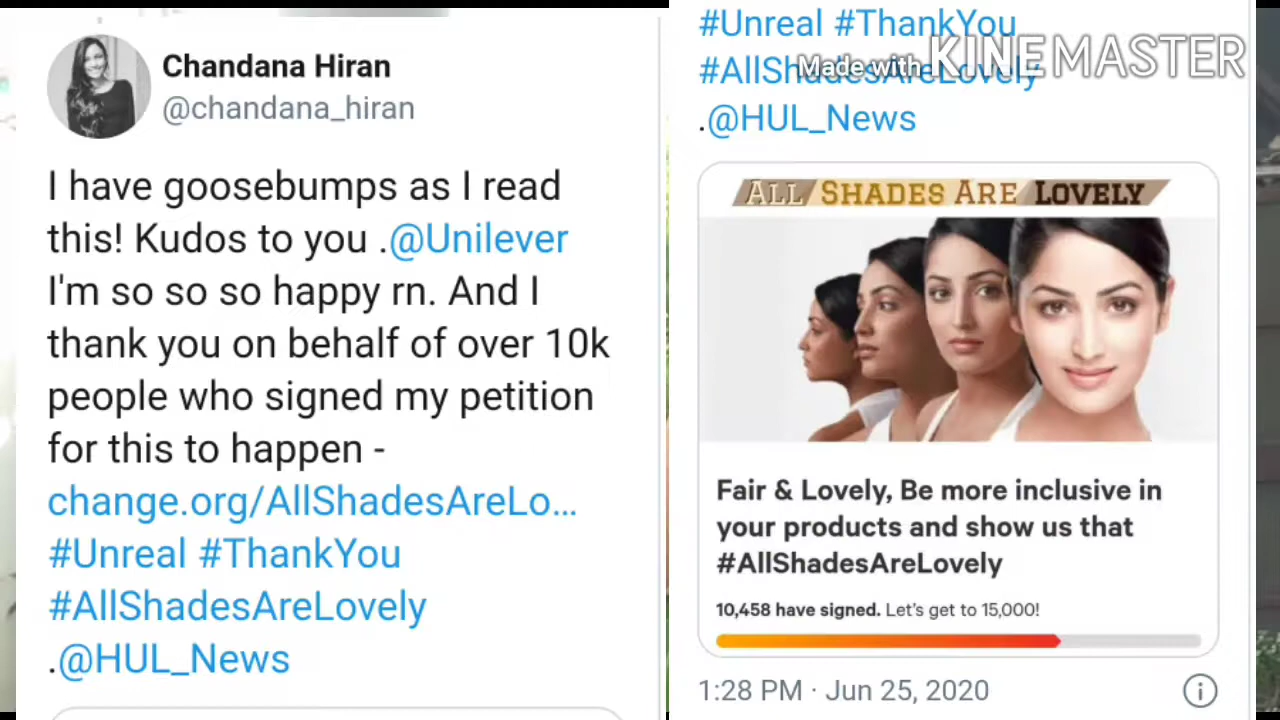 Chandana Hiran
@chandana_hiran
I have goosebumps as I read
this! Kudos to you .@Unilever
I'm so so so happy rn. And I
thank you on behalf of over 10k
people who signed my petition
for this to happen -
change.org/AllShadesAreLo...
#Unreal #ThankYou
#AllShadesAreLovely
.@HUL_News
#Unreal #ThankYou
#AllShadesAreLovely
Made with KINEMASTER
.@HUL_News
ALL SHADES ARE LOVELY
Fair & Lovely, Be more inclusive in
your products and show us that
#AllShadesAreLovely
10,458 have signed. Let's get to 15,000!
1:28 PM · Jun 25, 2020